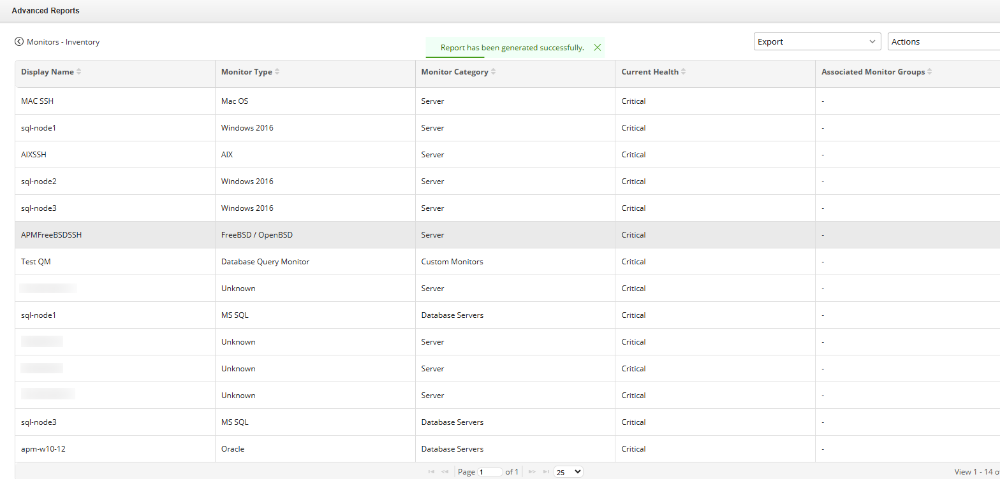 Advanced Reports
Monitors - Inventory
Report has been generated successfully.
Export
Actions
Display Name Monitor Type Monitor Category Current Health Associated Monitor Groups
MAC SSH Mac OS Server Critical -
sql-node1 Windows 2016 Server Critical -
AIXSSH AIX Server Critical -
sql-node2 Windows 2016 Server Critical -
sql-node3 Windows 2016 Server Critical -
APMFreeBSDSSH FreeBSD / OpenBSD Server Critical -
Test QM Database Query Monitor Custom Monitors Critical -
Unknown Server Critical -
sql-node1 MS SQL Database Servers Critical -
Unknown Server Critical -
Unknown Server Critical -
Unknown Server Critical -
sql-node3 MS SQL Database Servers Critical -
apm-w10-12 Oracle Database Servers Critical -
Page 1 of 1 25 View 1 - 14 o